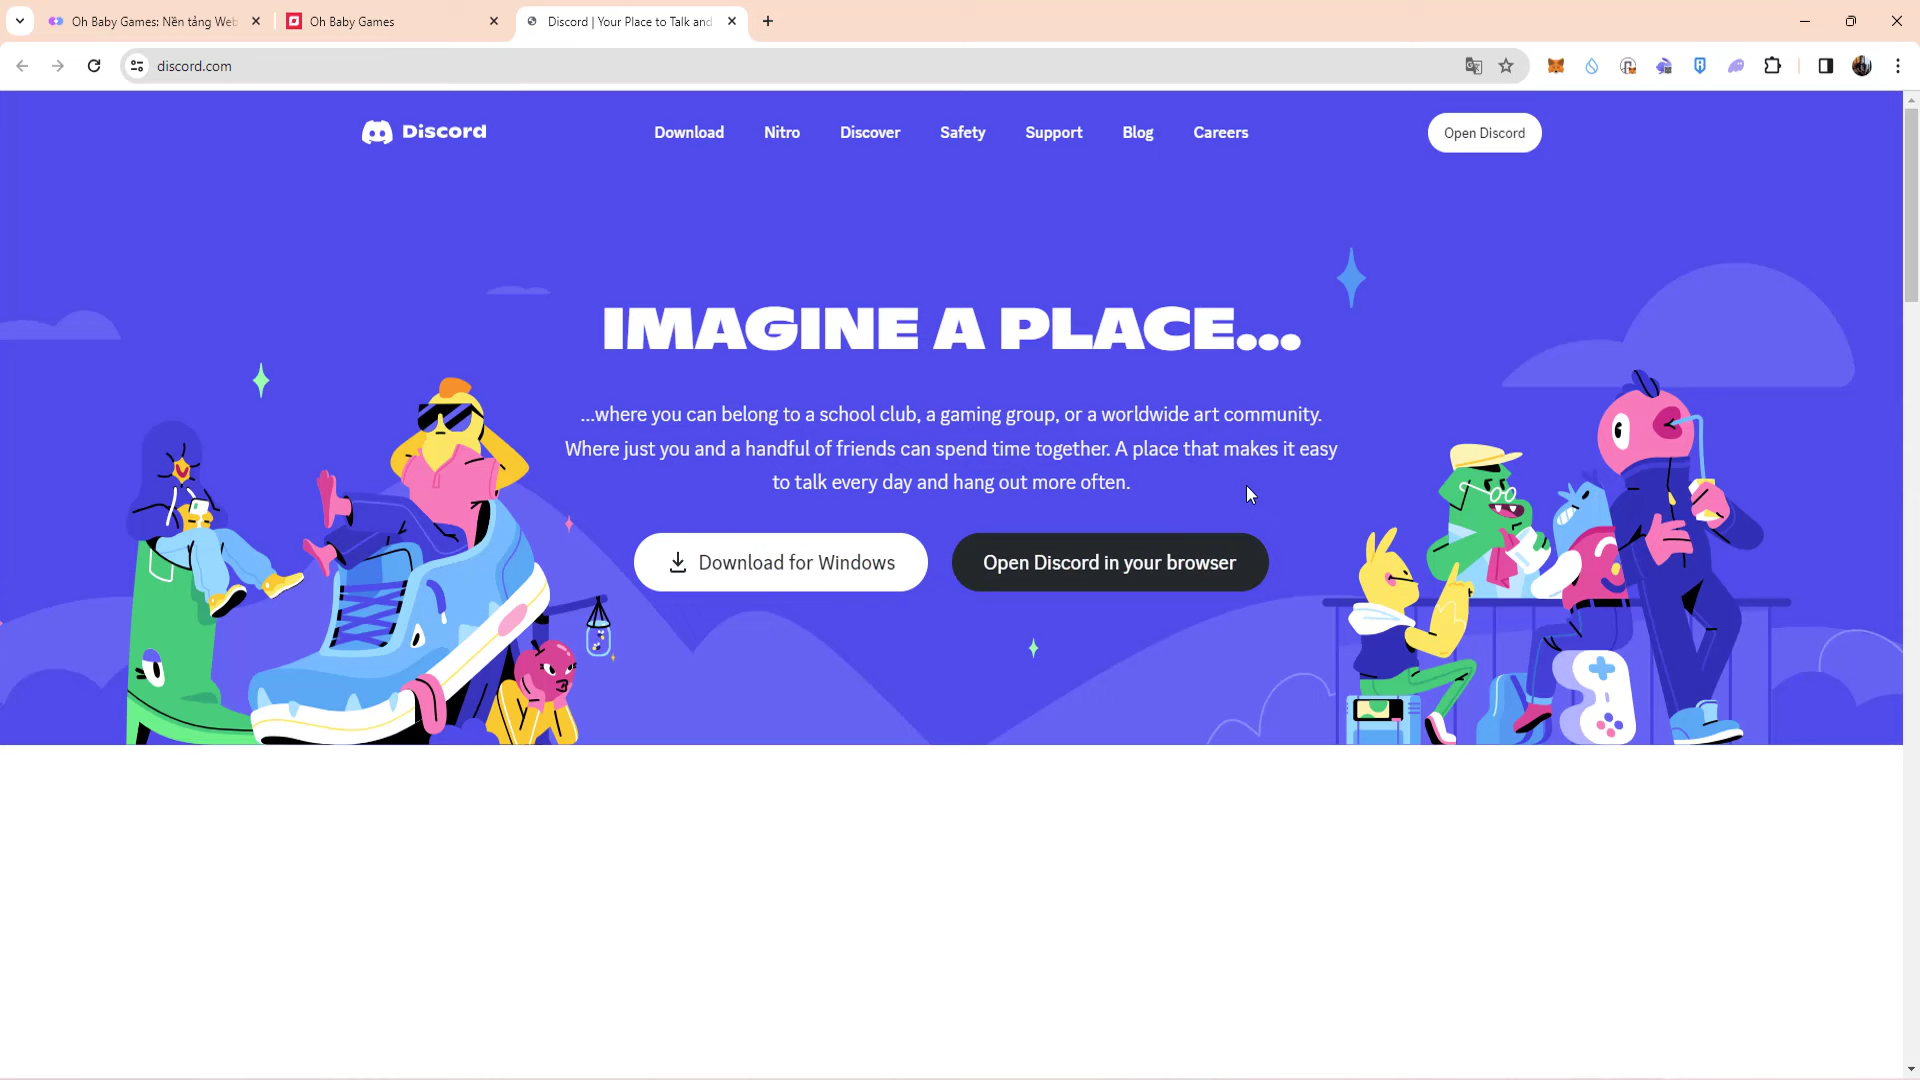 Oh Baby Games: Nền tảng Web
Oh Baby Games
Discord | Your Place to Talk and
discord.com
Discord
Download
Nitro
Discover
Safety
Support
Blog
Careers
Open Discord
IMAGINE A PLACE...
...where you can belong to a school club, a gaming group, or a worldwide art community.
Where just you and a handful of friends can spend time together. A place that makes it easy
to talk every day and hang out more often.
Download for Windows
Open Discord in your browser